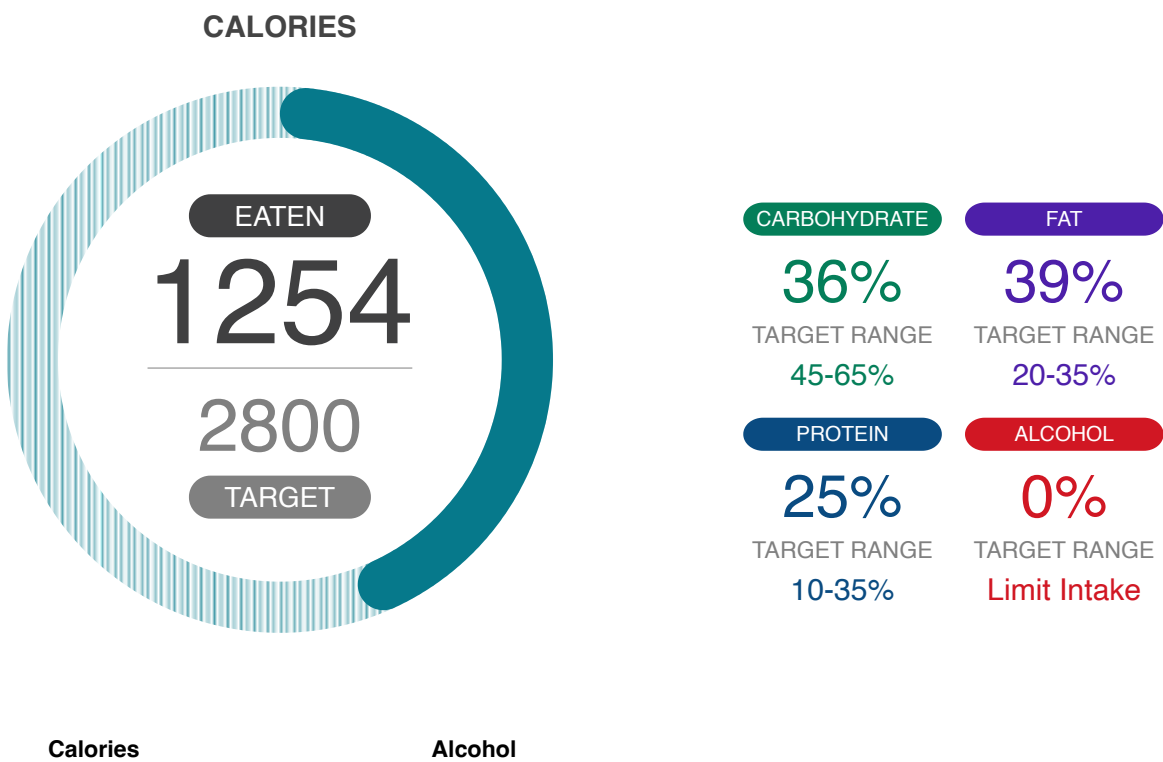 CALORIES
EATEN
1254
2800
TARGET
CARBOHYDRATE
36%
TARGET RANGE
45-65%
FAT
39%
TARGET RANGE
20-35%
PROTEIN
25%
TARGET RANGE
10-35%
ALCOHOL
0%
TARGET RANGE
Limit Intake
Calories
Alcohol